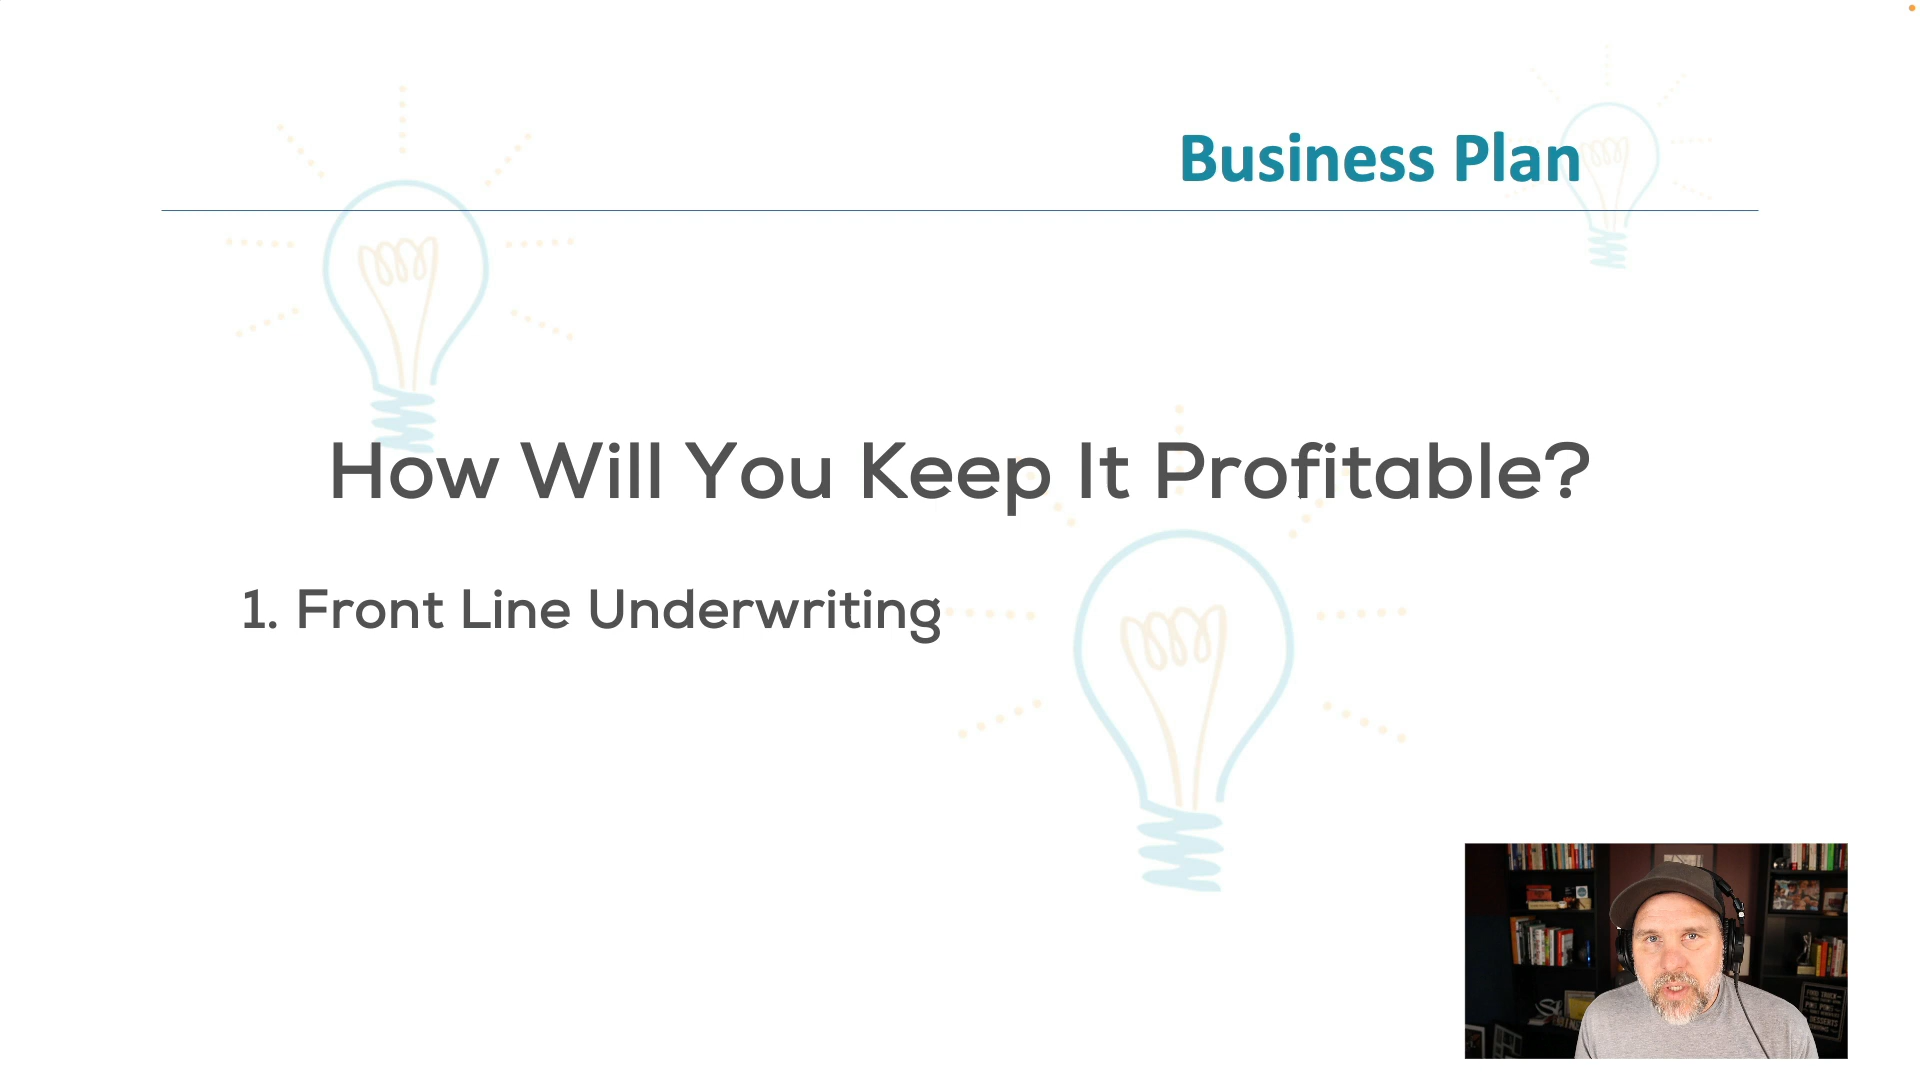 Business Plan
How Will You Keep It Profitable?
1. Front Line Underwriting